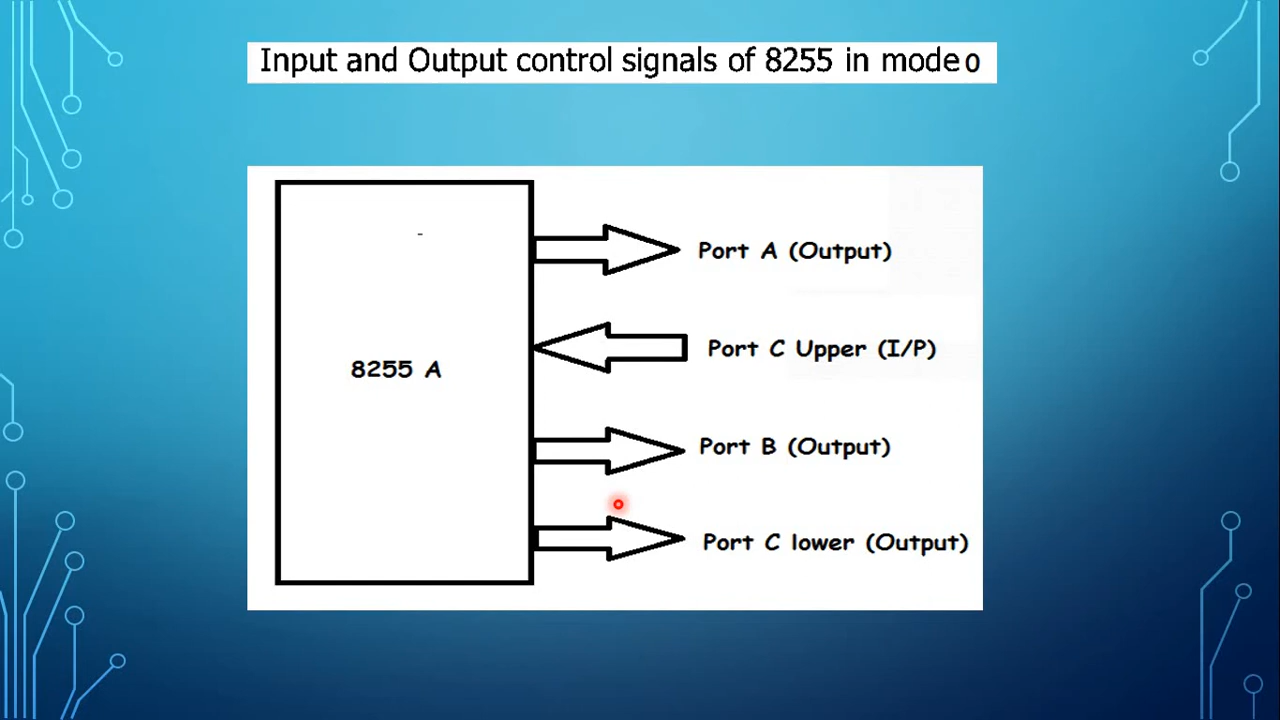 Input and Output control signals of 8255 in mode 0
Port A (Output)
Port C Upper (I/P)
8255 A
Port B (Output)
Port C lower (Output)